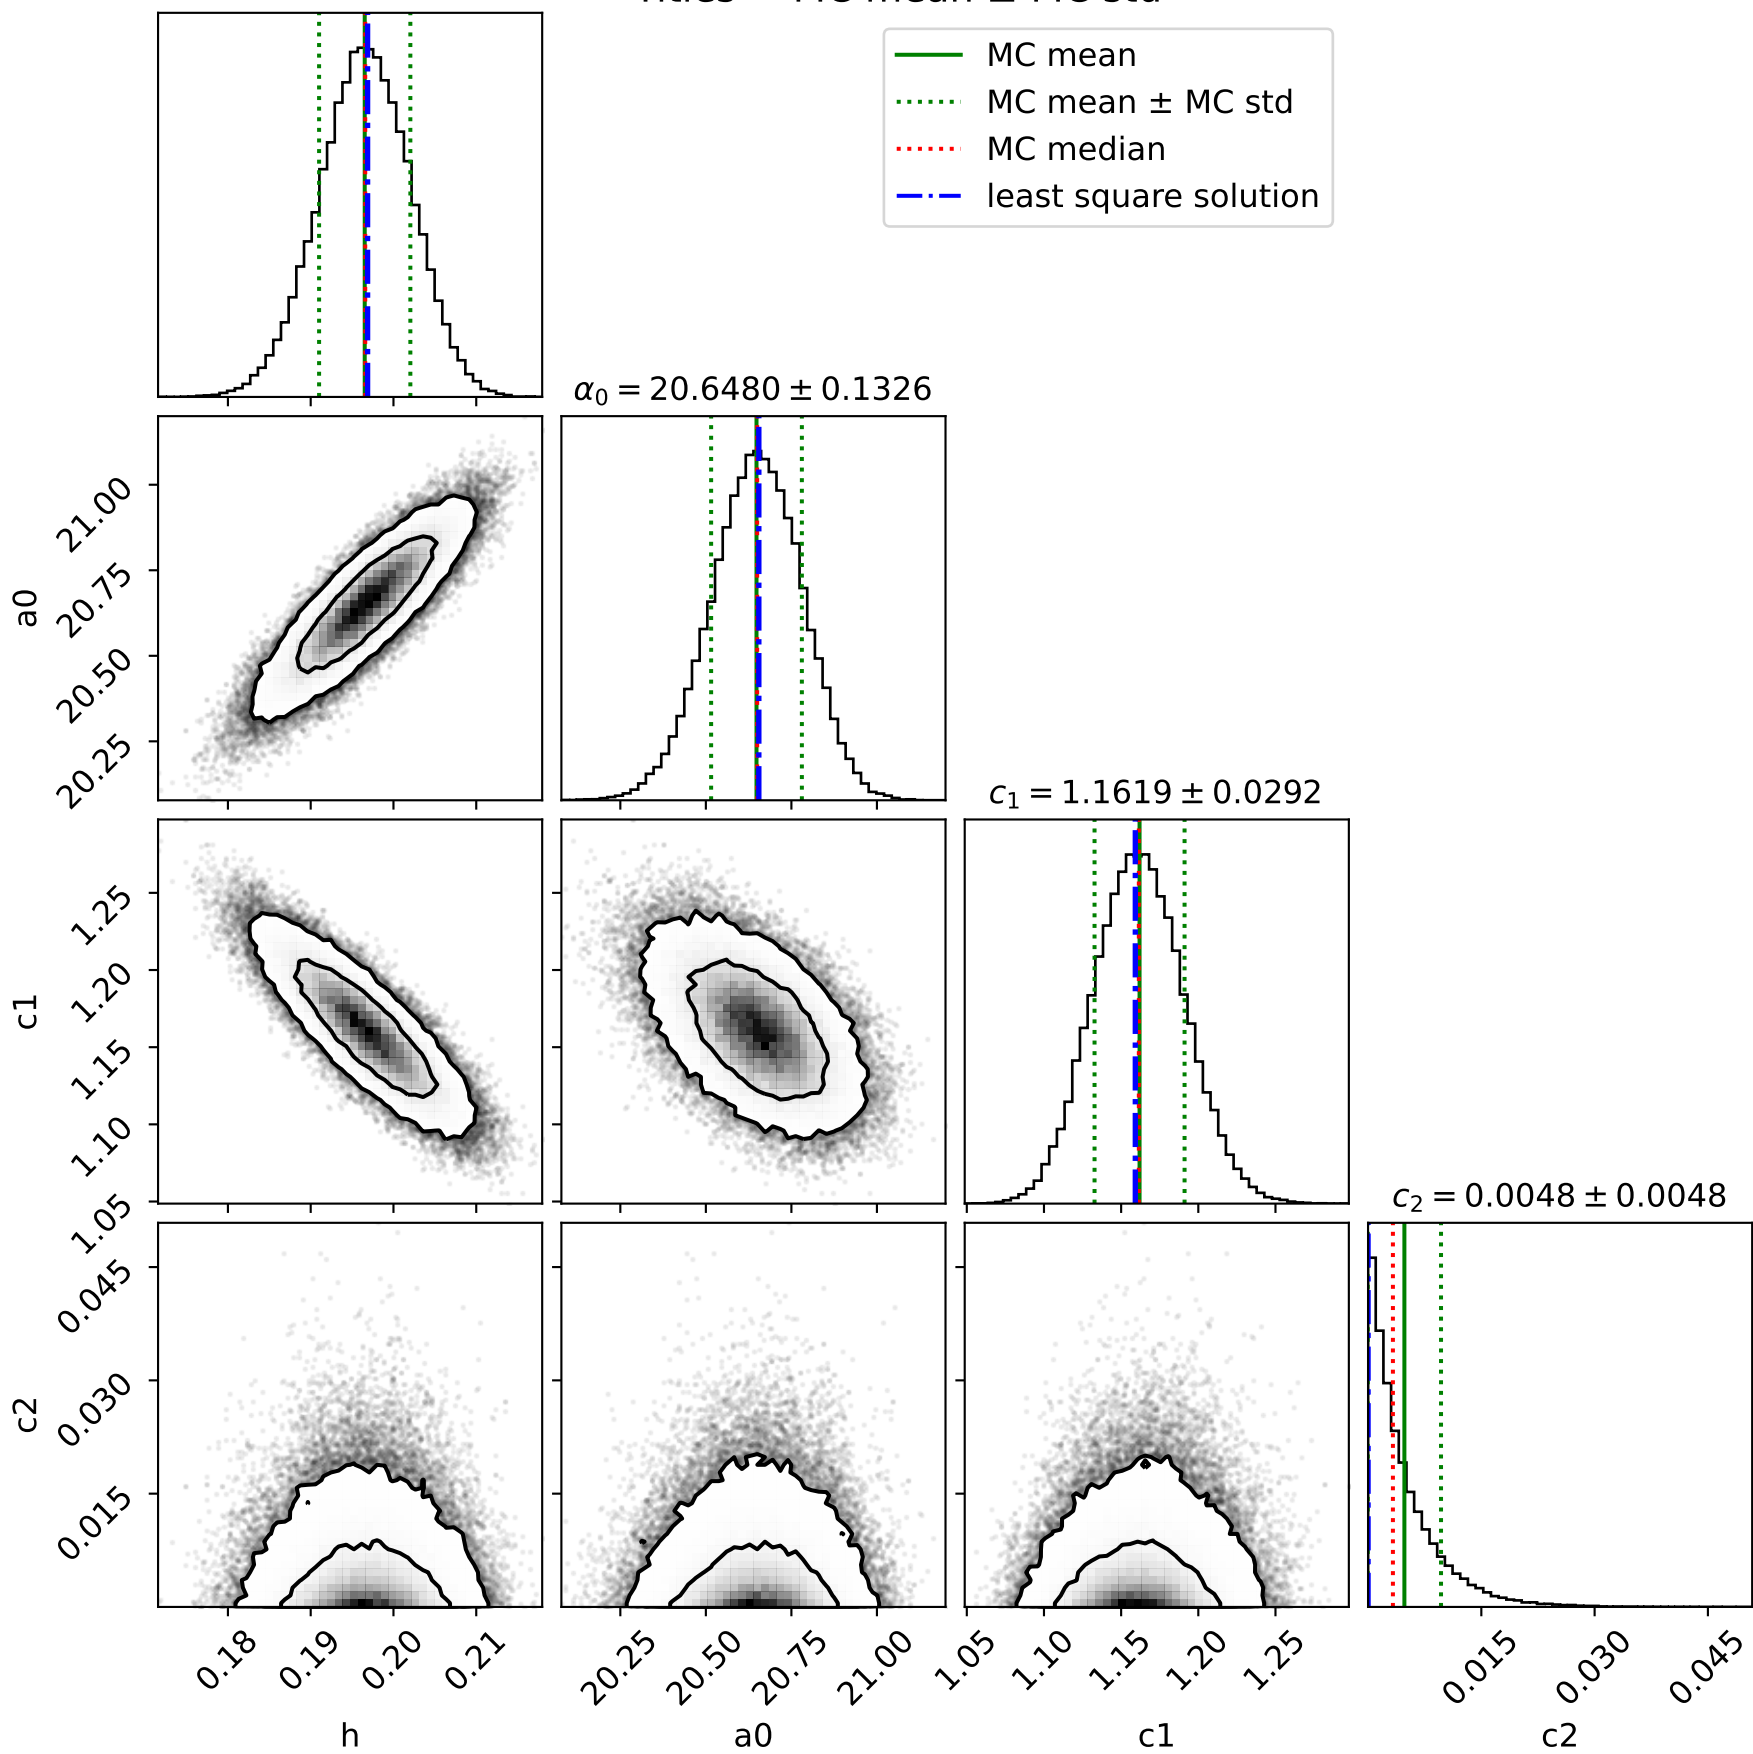 MC mean ± MC std
MC mean
MC mean ± MC std
MC median
least square solution
α₀ = 20.6480 ± 0.1326
a0
21.00
20.75
20.50
20.25
c₁ = 1.1619 ± 0.0292
c1
1.25
1.20
1.15
1.10
1.05
c₂ = 0.0048 ± 0.0048
c2
0.045
0.030
0.015
0.18 0.19 0.20 0.21 20.25 20.50 20.75 21.00 1.05 1.10 1.15 1.20 1.25 0.015 0.030 0.045
h a0 c1 c2